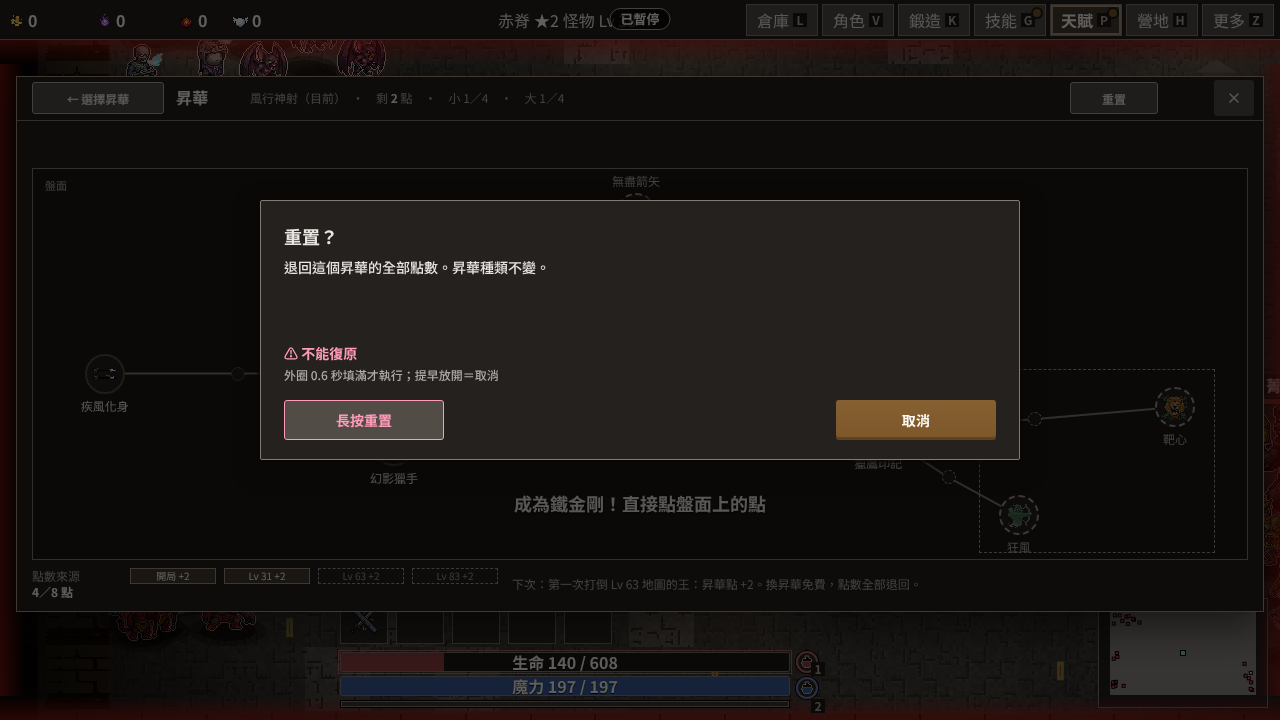 0
0
0
0
赤脊 ★2 怪物 Lv
已暫停
倉庫 L
角色 V
鍛造 K
技能 G
天賦 P
營地 H
更多 Z
← 選擇昇華
昇華
風行神射（目前） · 剩 2 點 · 小 1／4 · 大 1／4
重置
×
盤面
無盡箭矢
重置？
退回這個昇華的全部點數。昇華種類不變。
不能復原
外圈 0.6 秒填滿才執行；提早放開＝取消
長按重置
取消
疾風化身
靶心
獵鷹印記
幻影獵手
成為鐵金剛！直接點盤面上的點
狂風
點數來源
4／8 點
開局 +2
Lv 31 +2
Lv 63 +2
Lv 83 +2
下次：第一次打倒 Lv 63 地圖的王：昇華點 +2。換昇華免費，點數全部退回。
生命 140 / 608
1
魔力 197 / 197
2